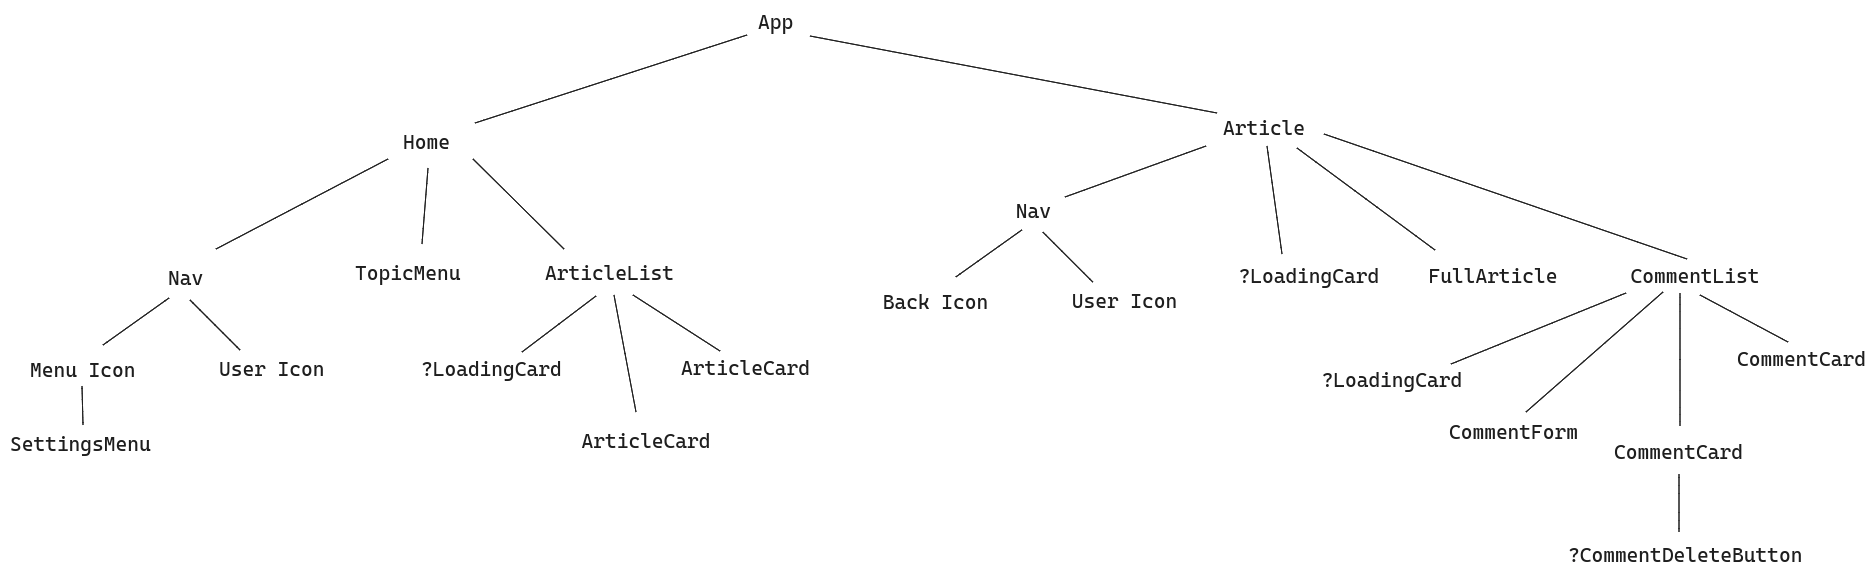 App
Home
Article
Nav
TopicMenu
ArticleList
Nav
?LoadingCard
FullArticle
CommentList
Menu Icon
User Icon
?LoadingCard
ArticleCard
Back Icon
User Icon
?LoadingCard
CommentForm
CommentCard
CommentCard
SettingsMenu
ArticleCard
?CommentDeleteButton